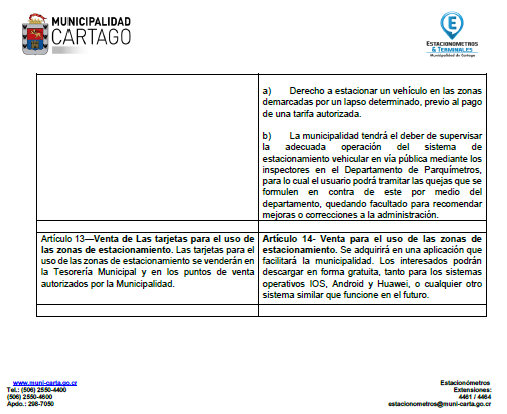 MUNICIPALIDAD
CARTAGO
ESTACIONOMETROS
& TERMINALES
Municipalidad de Cartago
a) Derecho a estacionar un vehículo en las zonas
demarcadas por un lapso determinado, previo al pago
de una tarifa autorizada.
b) La municipalidad tendrá el deber de supervisar
la adecuada operación del sistema de
estacionamiento vehicular en vía pública mediante los
inspectores en el Departamento de Parquímetros,
para lo cual el usuario podrá tramitar las quejas que se
formulen en contra de este por medio del
departamento, quedando facultado para recomendar
mejoras o correcciones a la administración.
Artículo 13—Venta de Las tarjetas para el uso de
las zonas de estacionamiento. Las tarjetas para el
uso de las zonas de estacionamiento se venderán en
la Tesorería Municipal y en los puntos de venta
autorizados por la Municipalidad.
Artículo 14- Venta para el uso de las zonas de
estacionamiento. Se adquirirá en una aplicación que
facilitará la municipalidad. Los interesados podrán
descargar en forma gratuita, tanto para los sistemas
operativos IOS, Android y Huawei, o cualquier otro
sistema similar que funcione en el futuro.
www.muni-carta.go.cr
Tel.: (506) 2550-4400
(506) 2550-4600
Apdo.: 298-7050
Estacionómetros
Extensiones:
4461 / 4464
estacionometros@muni-carta.go.cr